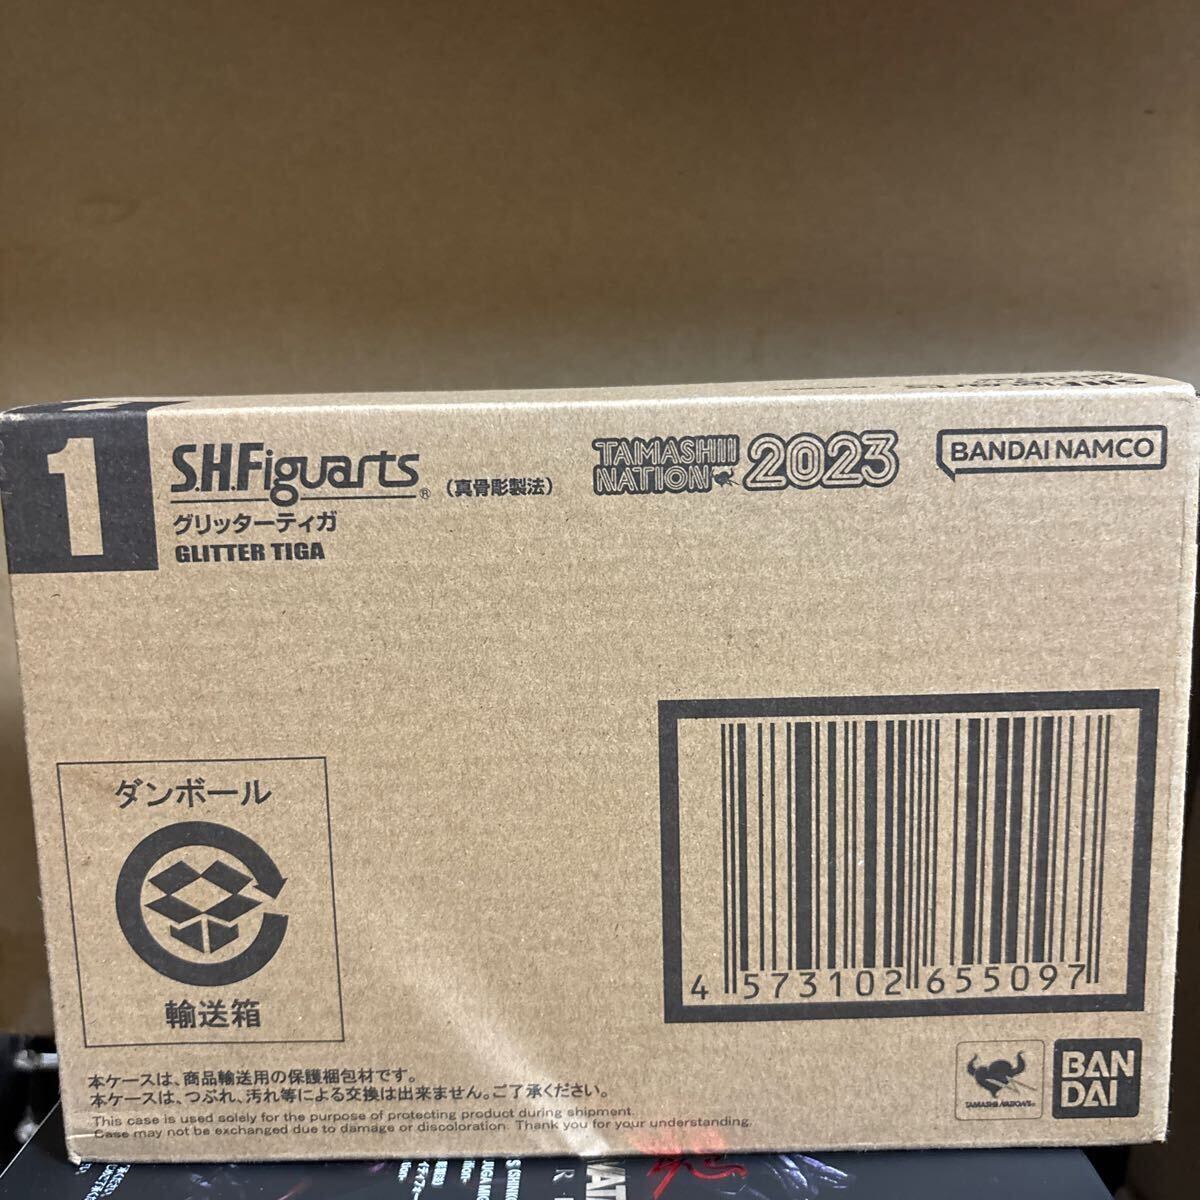 1
S.H.Figuarts® (真骨彫製法)
グリッターティガ
GLITTER TIGA
TAMASHII
NATION 2023
BANDAI NAMCO
ダンボール
輸送箱
4 573102 655097
本ケースは、商品輸送用の保護梱包材です。
本ケースは、つぶれ、汚れ等による交換は出来ません。ご了承ください。
This case is used solely for the purpose of protecting product during shipment.
Case may not be exchanged due to damage or discoloration. Thank you for your understanding.
TAMASHII NATIONS
BAN
DAI